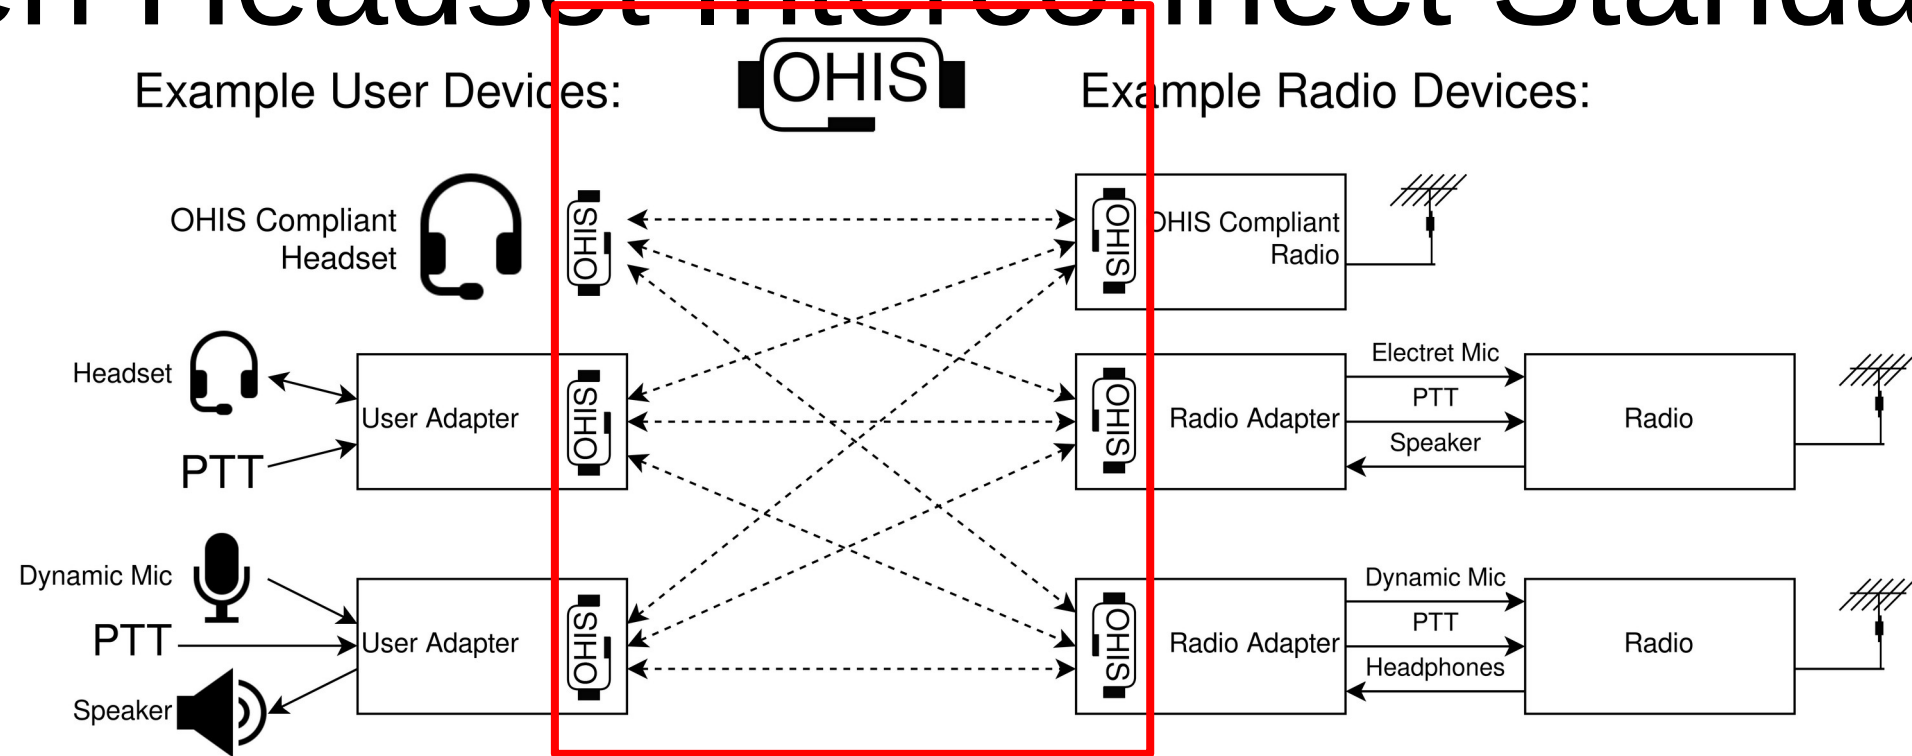 Headset Interconnect
OHIS
Example User Devices:
Example Radio Devices:
OHIS Compliant
Headset
OHIS
OHIS
OHIS Compliant
Radio
Headset
PTT
User Adapter
OHIS
OHIS
Radio Adapter
Electret Mic
PTT
Speaker
Radio
Dynamic Mic
PTT
Speaker
User Adapter
OHIS
OHIS
Radio Adapter
Dynamic Mic
PTT
Headphones
Radio